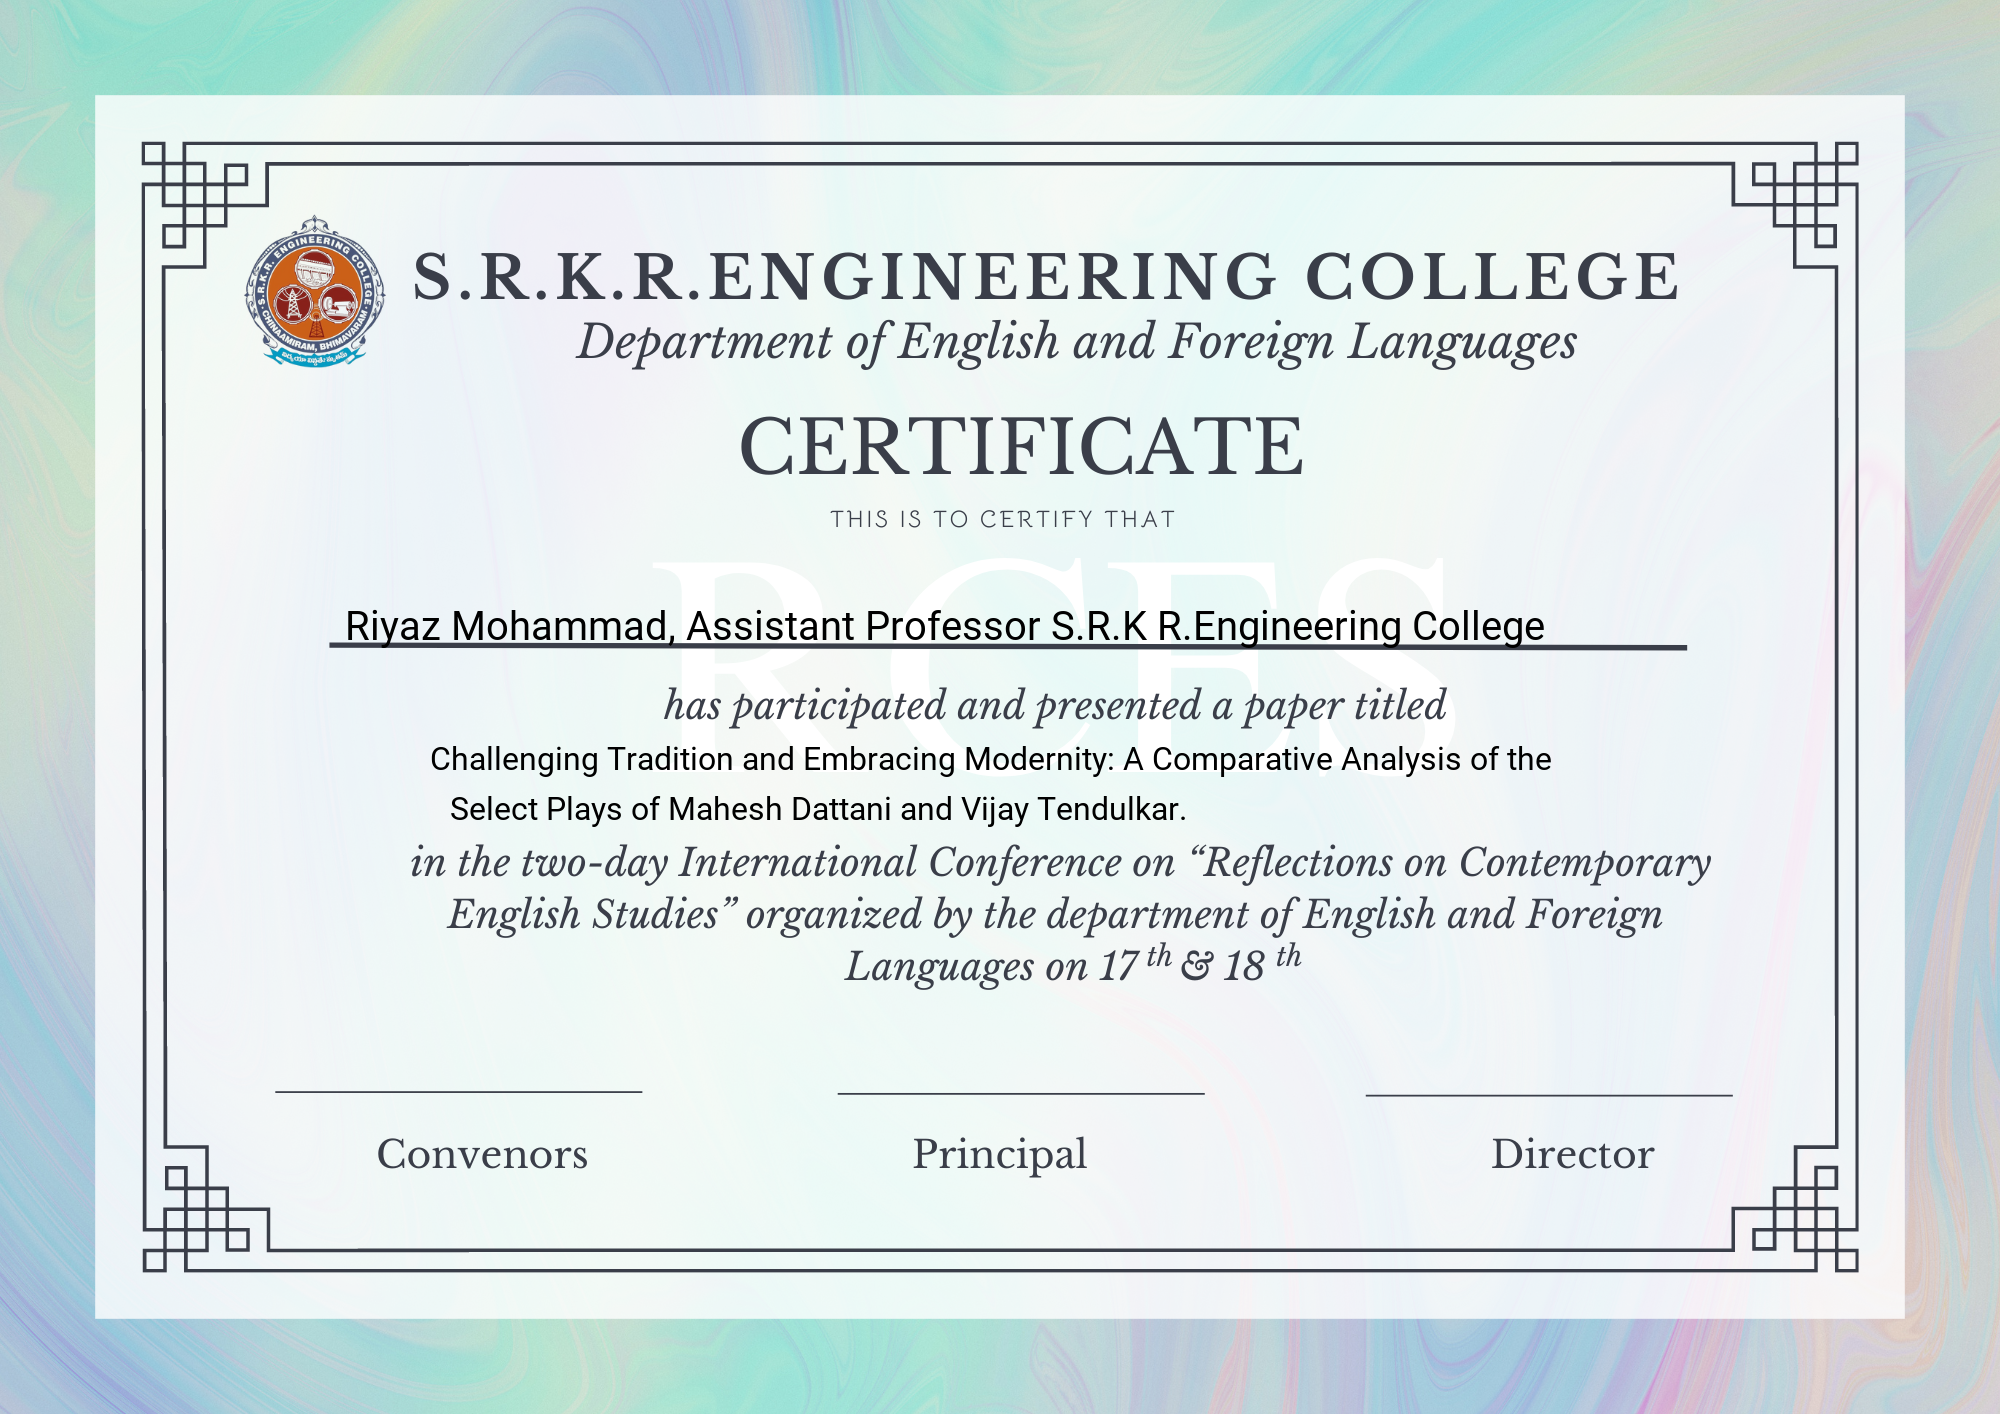 S.R.K.R. ENGINEERING COLLEGE
CHINAAMIRAM, BHIMAVARAM
S.R.K.R.ENGINEERING COLLEGE
Department of English and Foreign Languages
CERTIFICATE
THIS IS TO CERTIFY THAT
RCES
Riyaz Mohammad, Assistant Professor S.R.K R.Engineering College
has participated and presented a paper titled
Challenging Tradition and Embracing Modernity: A Comparative Analysis of the
Select Plays of Mahesh Dattani and Vijay Tendulkar.
in the two-day International Conference on “Reflections on Contemporary
English Studies” organized by the department of English and Foreign
Languages on 17 th & 18 th
Convenors Principal Director